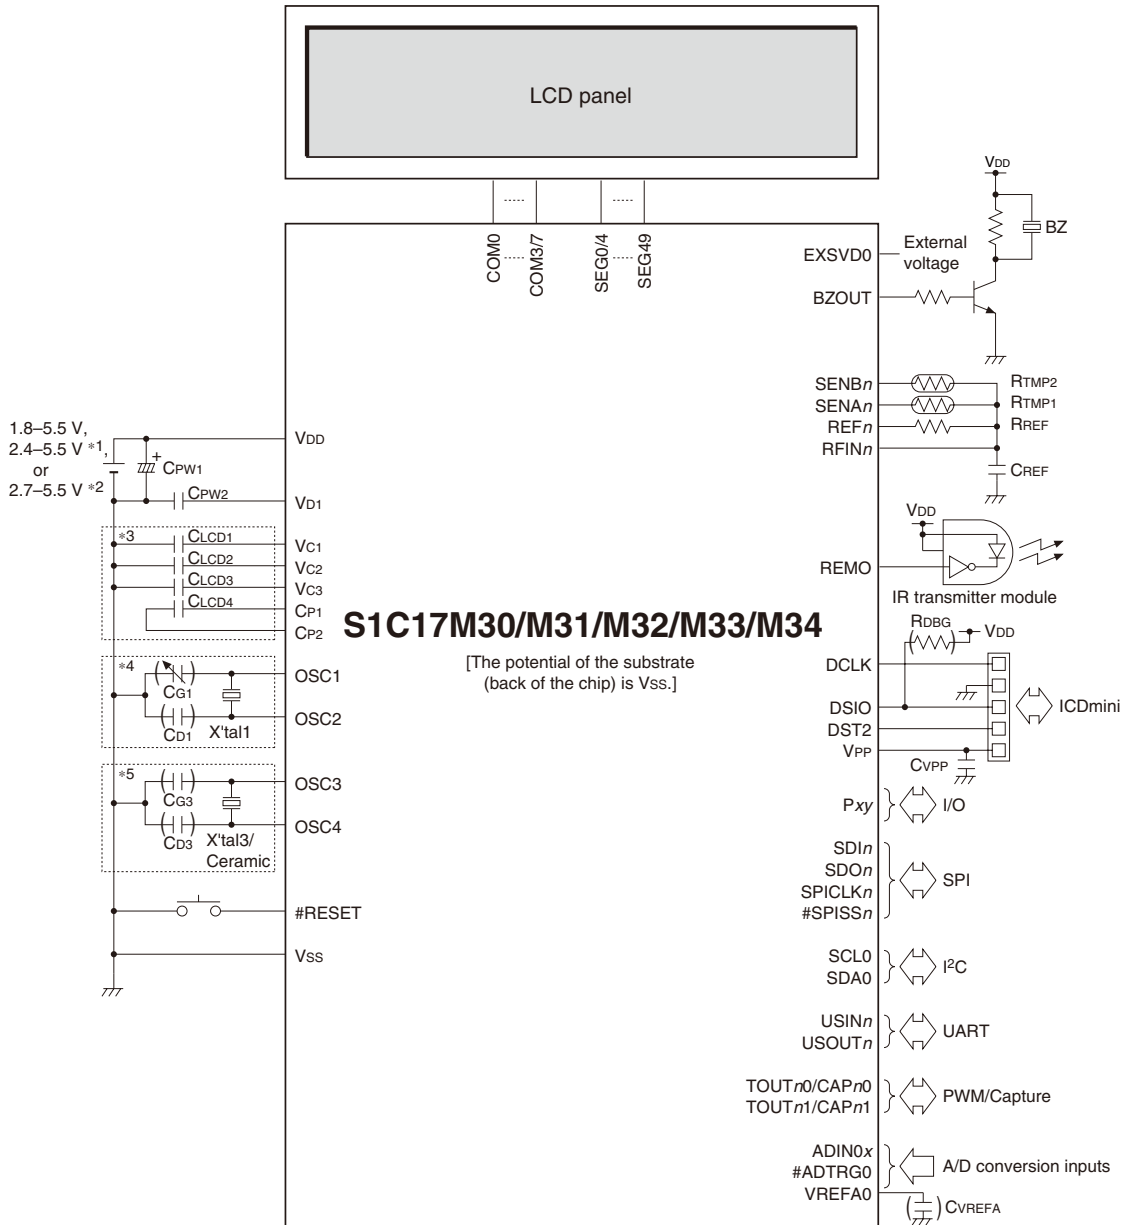 LCD panel
COM0
COM3/7
SEG0/4
SEG49
VDD
BZ
EXSVD0
External
voltage
BZOUT
SENBn
RTMP2
SENAn
RTMP1
REFn
RREF
RFINn
CREF
1.8–5.5 V,
2.4–5.5 V *1,
or
2.7–5.5 V *2
+
CPW1
VDD
CPW2
VD1
*3
CLCD1
VC1
CLCD2
VC2
CLCD3
VC3
CLCD4
CP1
CP2
VDD
REMO
IR transmitter module
S1C17M30/M31/M32/M33/M34
[The potential of the substrate
(back of the chip) is VSS.]
RDBG
VDD
DCLK
DSIO
DST2
VPP
CVPP
ICDmini
*4
CG1
OSC1
CD1
X'tal1
OSC2
*5
CG3
OSC3
CD3
X'tal3/
Ceramic
OSC4
#RESET
VSS
Pxy
I/O
SDIn
SDOn
SPICLKn
#SPISSn
SPI
SCL0
SDA0
I2C
USINn
USOUTn
UART
TOUTn0/CAPn0
TOUTn1/CAPn1
PWM/Capture
ADIN0x
#ADTRG0
VREFA0
A/D conversion inputs
CVREFA